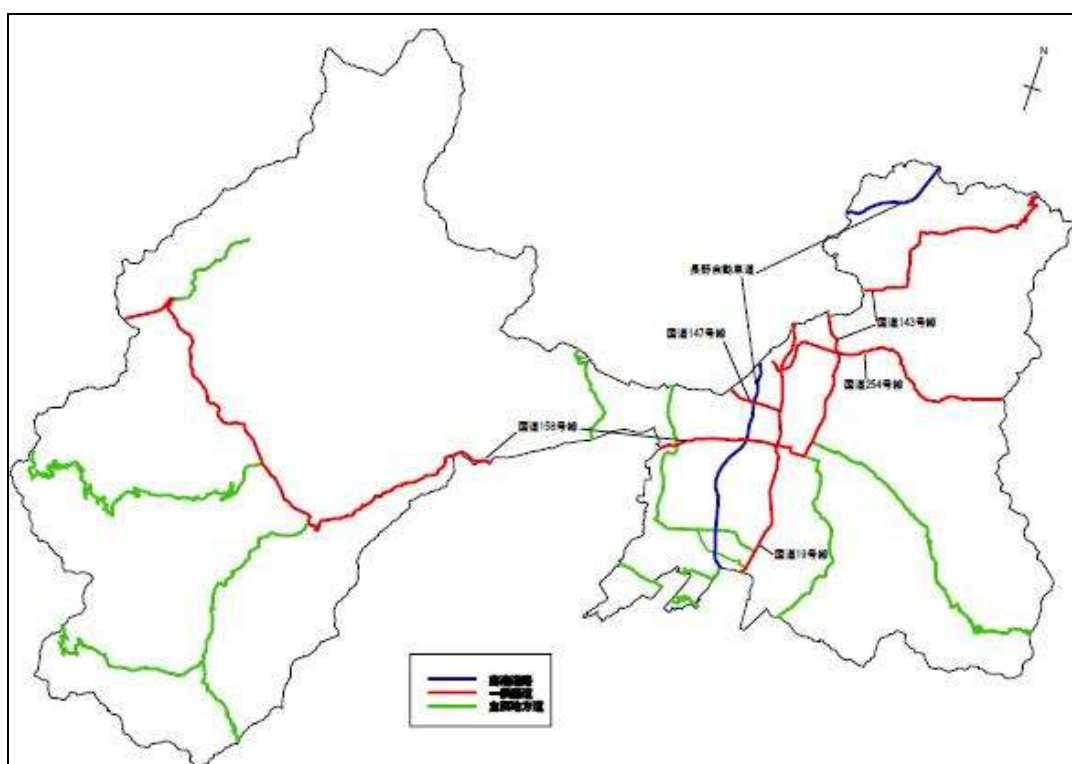 N
長野自動車道
国道147号線
国道143号線
国道254号線
国道158号線
国道19号線
高速道路
一般国道
主要地方道